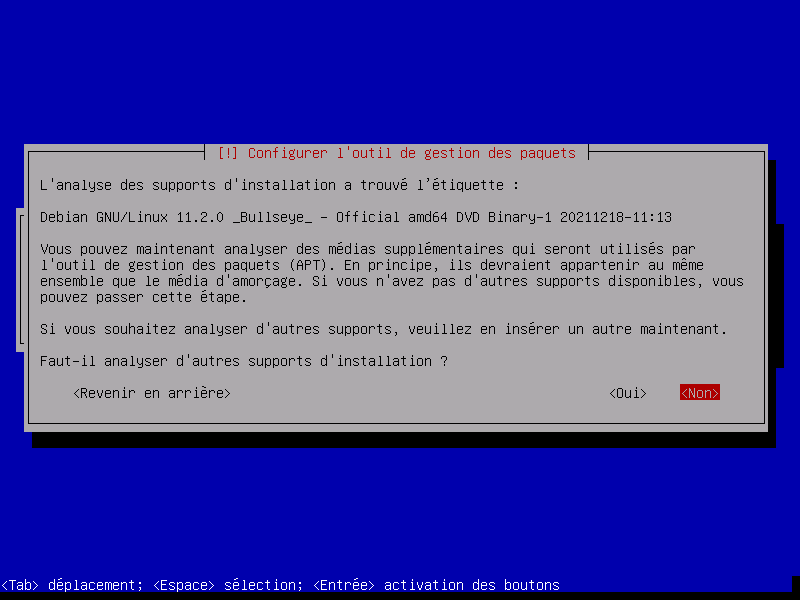 [!] Configurer l'outil de gestion des paquets
L'analyse des supports d'installation a trouvé l’étiquette :
Debian GNU/Linux 11.2.0 _Bullseye_ - Official amd64 DVD Binary-1 20211218-11:13
Vous pouvez maintenant analyser des médias supplémentaires qui seront utilisés par
l'outil de gestion des paquets (APT). En principe, ils devraient appartenir au même
ensemble que le média d'amorçage. Si vous n'avez pas d'autres supports disponibles, vous
pouvez passer cette étape.
Si vous souhaitez analyser d'autres supports, veuillez en insérer un autre maintenant.
Faut-il analyser d'autres supports d'installation ?
<Revenir en arrière> <Oui> <Non>
<Tab> déplacement; <Espace> sélection; <Entrée> activation des boutons